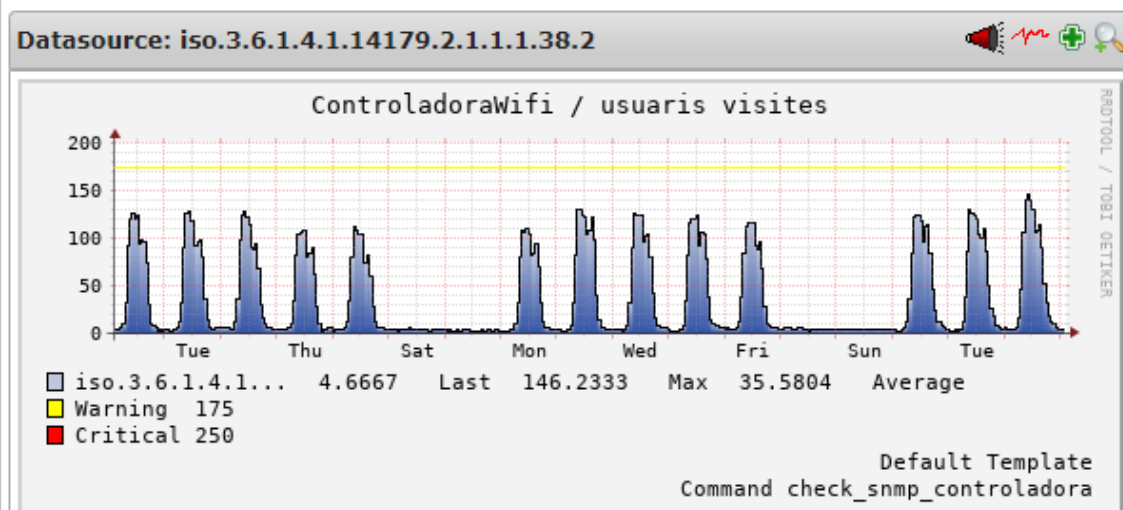 Datasource: iso.3.6.1.4.1.14179.2.1.1.1.38.2
ControladoraWifi / usuaris visites
RRDTOOL / TOBI OETIKER
200
150
100
50
0
Tue Thu Sat Mon Wed Fri Sun Tue
iso.3.6.1.4.1... 4.6667 Last 146.2333 Max 35.5804 Average
Warning 175
Critical 250
Default Template
Command check_snmp_controladora